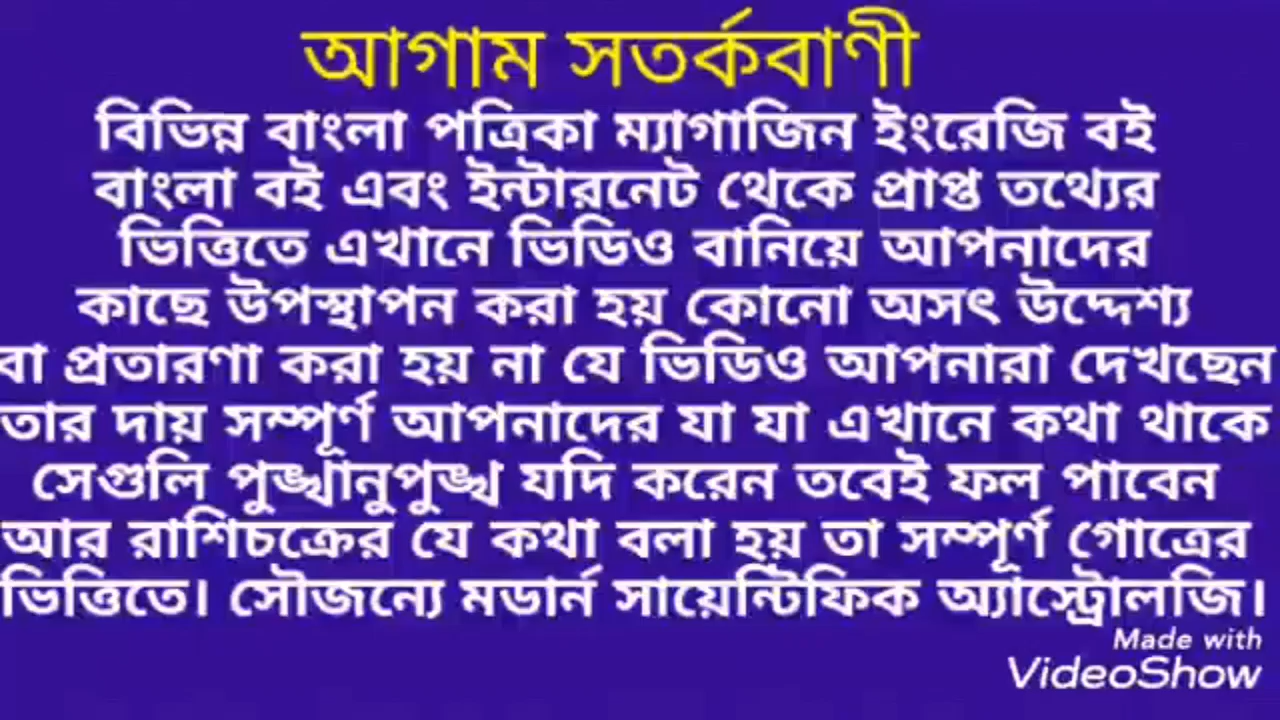 আগাম সতর্কবাণী
বিভিন্ন বাংলা পত্রিকা ম্যাগাজিন ইংরেজি বই
বাংলা বই এবং ইন্টারনেট থেকে প্রাপ্ত তথ্যের
ভিত্তিতে এখানে ভিডিও বানিয়ে আপনাদের
কাছে উপস্থাপন করা হয় কোনো অসৎ উদ্দেশ্য
বা প্রতারণা করা হয় না যে ভিডিও আপনারা দেখছেন
তার দায় সম্পূর্ণ আপনাদের যা যা এখানে কথা থাকে
সেগুলি পুঙ্খানুপুঙ্খ যদি করেন তবেই ফল পাবেন
আর রাশিচক্রের যে কথা বলা হয় তা সম্পূর্ণ গোত্রের
ভিত্তিতে। সৌজন্যে মডার্ন সায়েন্টিফিক অ্যাস্ট্রোলজি।
Made with
VideoShow